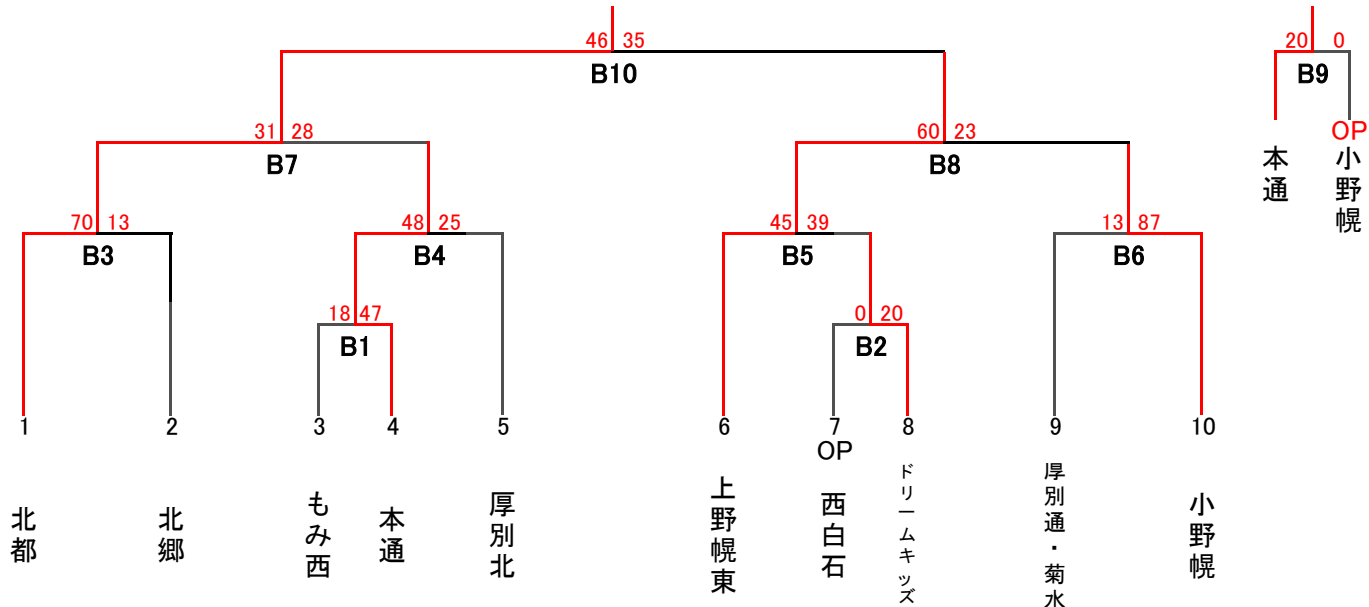 46 35
B10
20 0
B9
本通
OP
小野幌
31 28
B7
60 23
B8
70 13
B3
48 25
B4
45 39
B5
13 87
B6
18 47
B1
0 20
B2
1
2
3
4
5
6
7
8
9
10
OP
北都
北郷
もみ西
本通
厚別北
上野幌東
西白石
ドリームキッズ
厚別通・菊水
小野幌